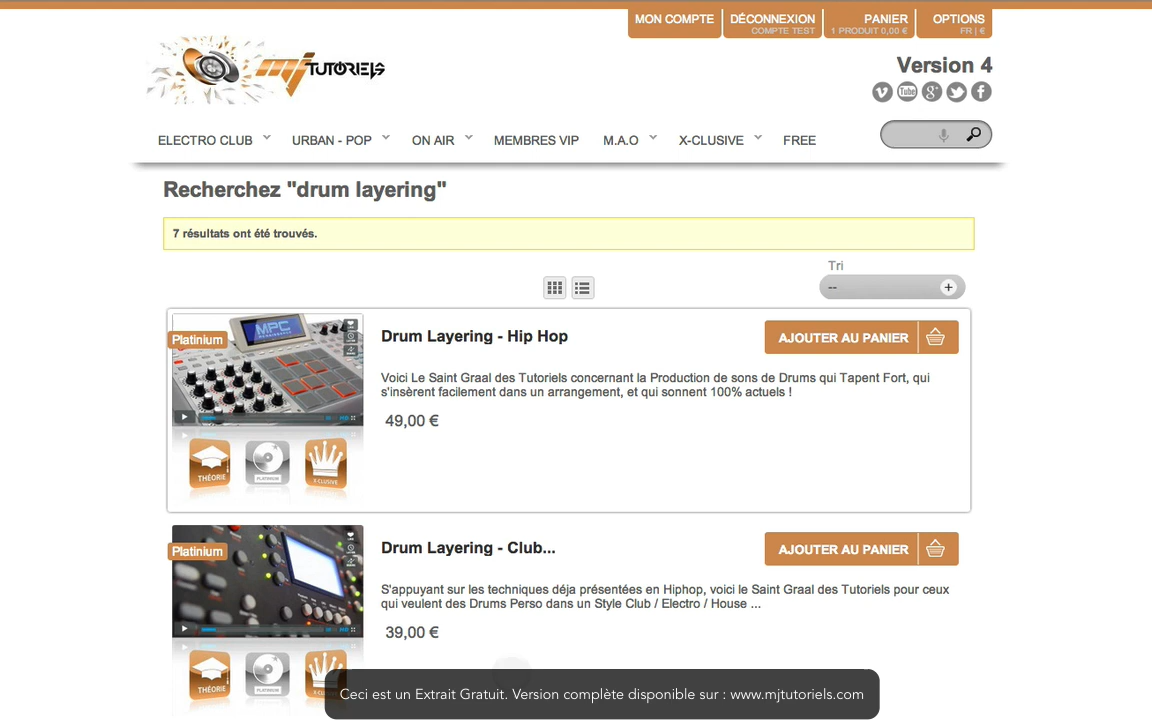 MON COMPTE
DÉCONNEXION
COMPTE TEST
PANIER
1 PRODUIT 0,00 €
OPTIONS
FR | €
mj TUTORIELS
Version 4
ELECTRO CLUB
URBAN - POP
ON AIR
MEMBRES VIP
M.A.O
X-CLUSIVE
FREE
Recherchez "drum layering"
7 résultats ont été trouvés.
Tri
--
Platinium
MPC
THÉORIE
PLATINIUM
X-CLUSIVE
Drum Layering - Hip Hop
AJOUTER AU PANIER
Voici Le Saint Graal des Tutoriels concernant la Production de sons de Drums qui Tapent Fort, qui
s'insèrent facilement dans un arrangement, et qui sonnent 100% actuels !
49,00 €
Platinium
THÉORIE
PLATINIUM
Drum Layering - Club...
AJOUTER AU PANIER
S'appuyant sur les techniques déja présentées en Hiphop, voici le Saint Graal des Tutoriels pour ceux
qui veulent des Drums Perso dans un Style Club / Electro / House ...
39,00 €
Ceci est un Extrait Gratuit. Version complète disponible sur : www.mjtutoriels.com